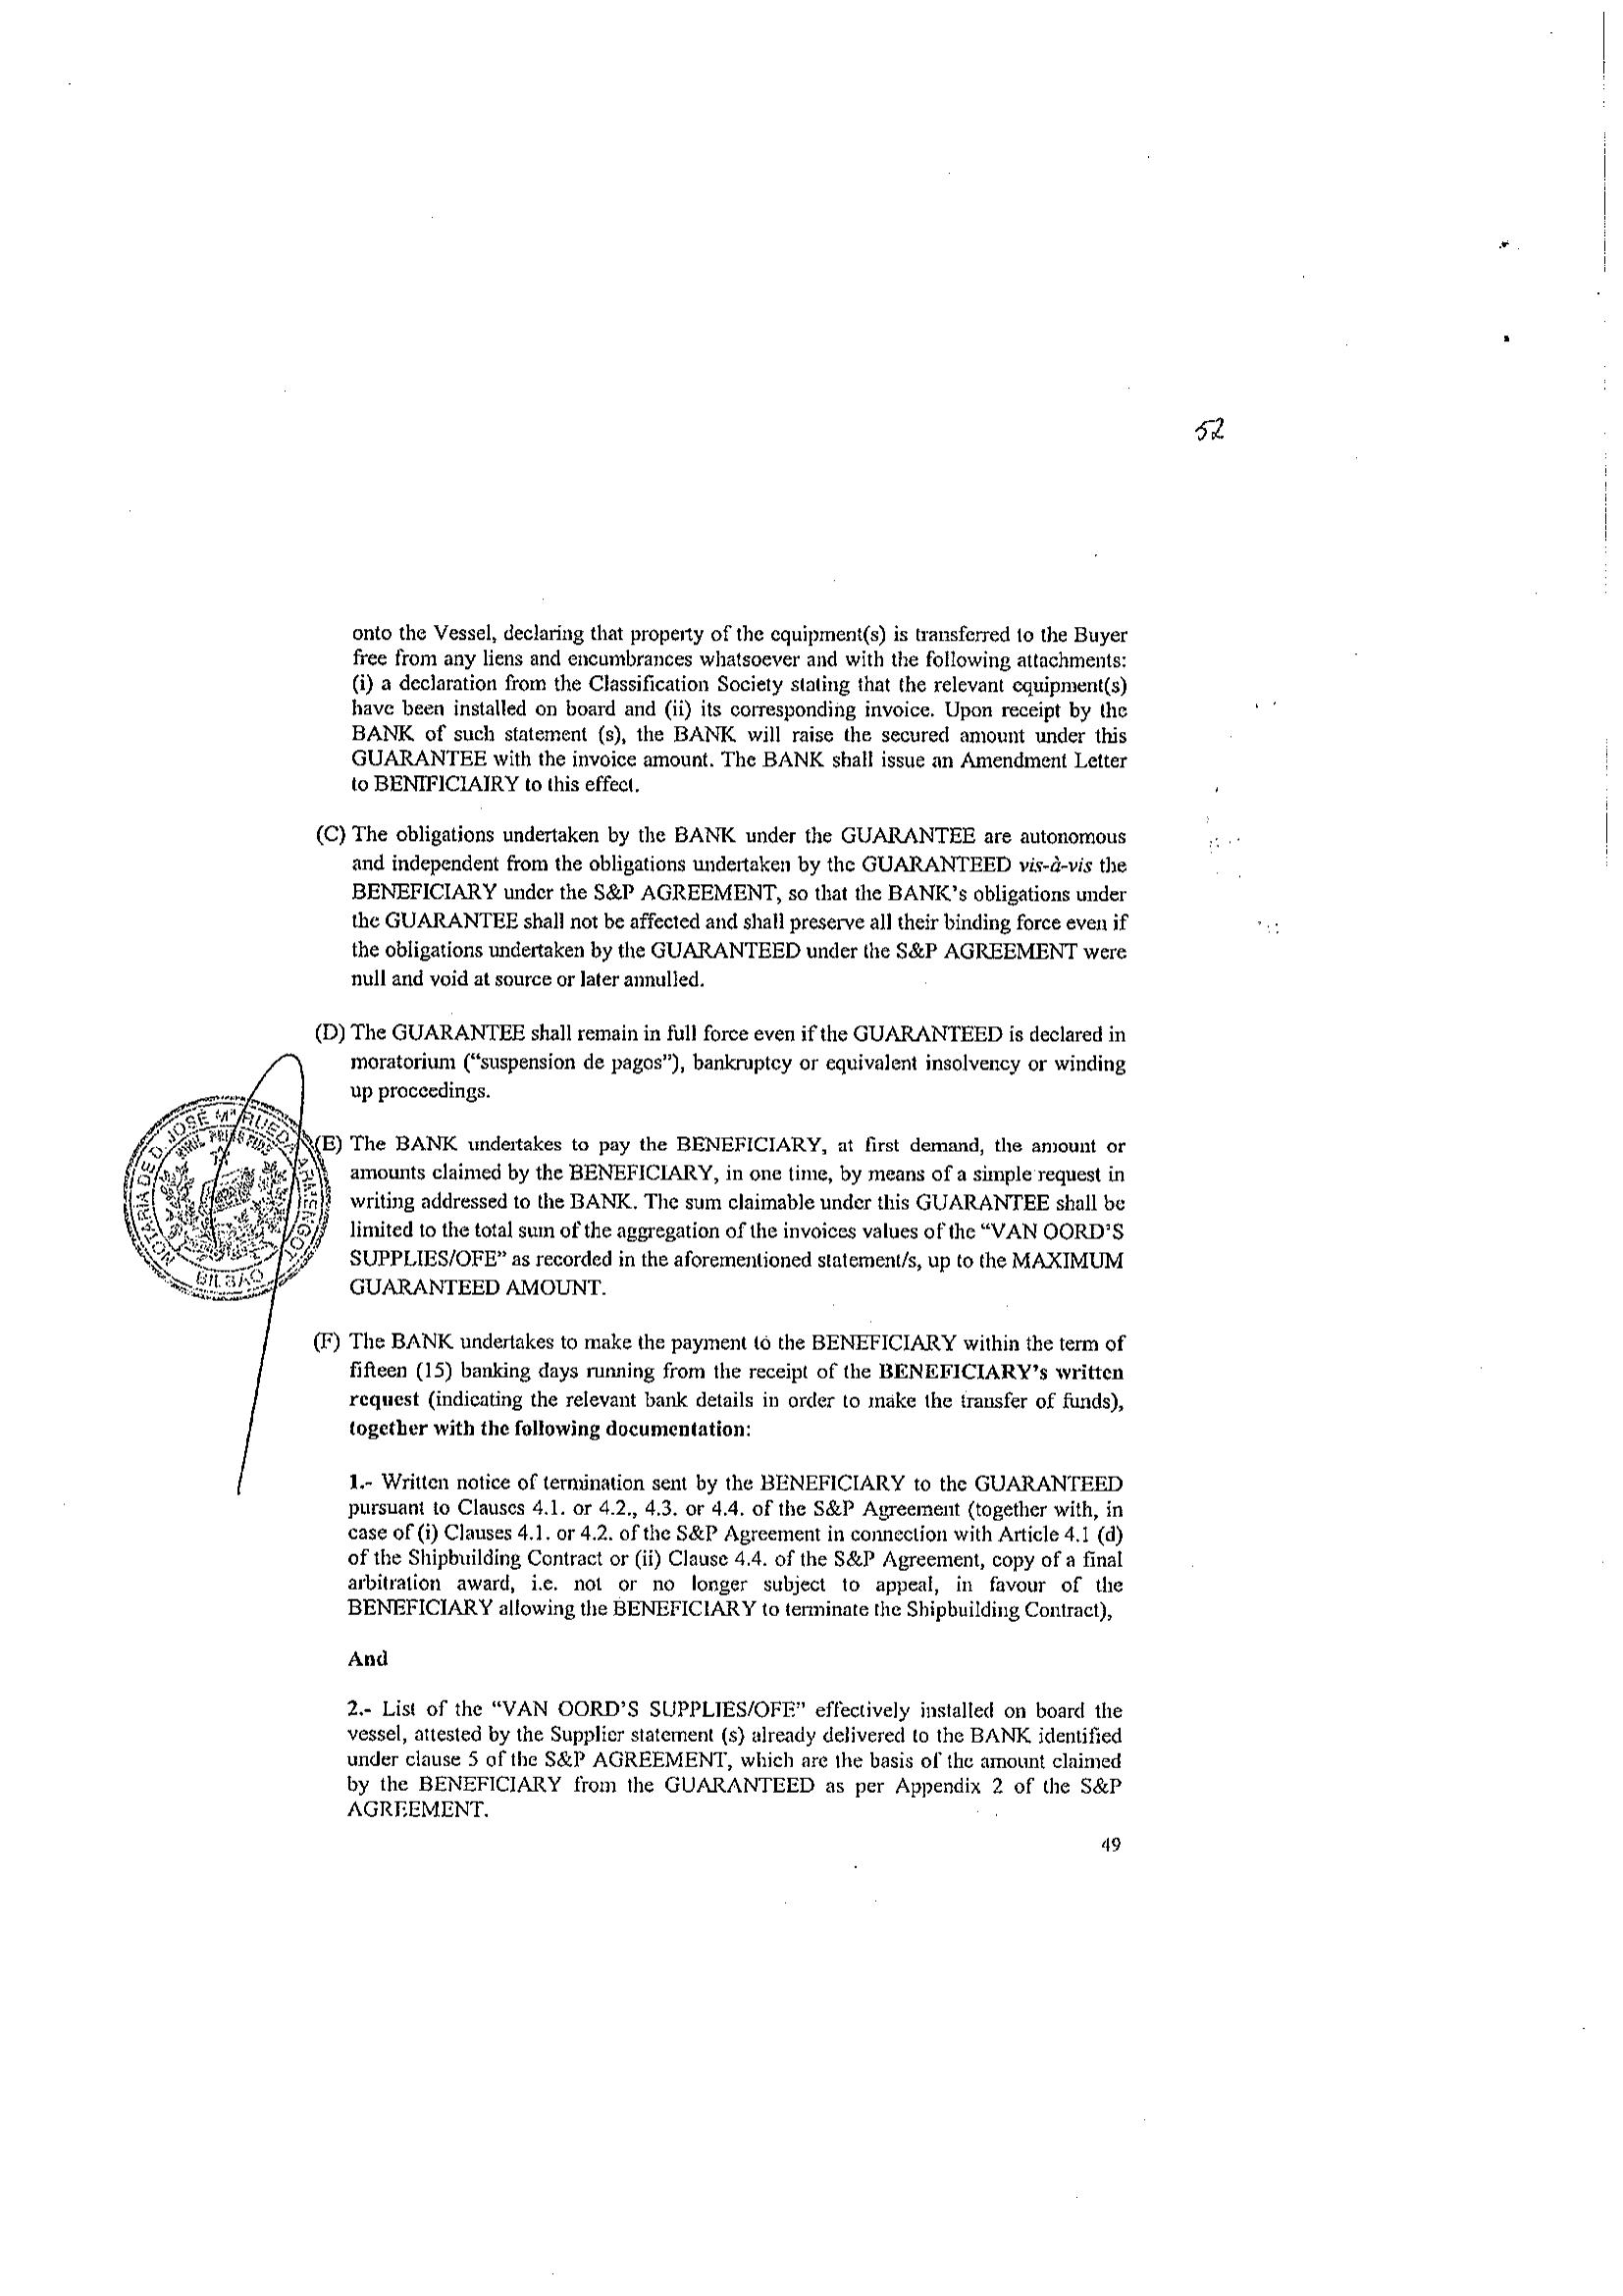 52
onto the Vessel, declaring that property of the equipment(s) is transferred to the Buyer
free from any liens and encumbrances whatsoever and with the following attachments:
(i) a declaration from the Classification Society stating that the relevant equipment(s)
have been installed on board and (ii) its corresponding invoice. Upon receipt by the
BANK of such statement (s), the BANK will raise the secured amount under this
GUARANTEE with the invoice amount. The BANK shall issue an Amendment Letter
to BENIFICIAIRY to this effect.
(C) The obligations undertaken by the BANK under the GUARANTEE are autonomous
and independent from the obligations undertaken by the GUARANTEED vis-à-vis the
BENEFICIARY under the S&P AGREEMENT, so that the BANK's obligations under
the GUARANTEE shall not be affected and shall preserve all their binding force even if
the obligations undertaken by the GUARANTEED under the S&P AGREEMENT were
null and void at source or later annulled.
(D) The GUARANTEE shall remain in full force even if the GUARANTEED is declared in
moratorium ("suspension de pagos"), bankruptcy or equivalent insolvency or winding
up proceedings.
NOTARIA DE D. JOSE Mª RUEDA ARMENGOT
BILBAO
(E) The BANK undertakes to pay the BENEFICIARY, at first demand, the amount or
amounts claimed by the BENEFICIARY, in one time, by means of a simple request in
writing addressed to the BANK. The sum claimable under this GUARANTEE shall be
limited to the total sum of the aggregation of the invoices values of the "VAN OORD'S
SUPPLIES/OFE" as recorded in the aforementioned statement/s, up to the MAXIMUM
GUARANTEED AMOUNT.
(F) The BANK undertakes to make the payment to the BENEFICIARY within the term of
fifteen (15) banking days running from the receipt of the BENEFICIARY's written
request (indicating the relevant bank details in order to make the transfer of funds),
together with the following documentation:
1.- Written notice of termination sent by the BENEFICIARY to the GUARANTEED
pursuant to Clauses 4.1. or 4.2., 4.3. or 4.4. of the S&P Agreement (together with, in
case of (i) Clauses 4.1. or 4.2. of the S&P Agreement in connection with Article 4.1 (d)
of the Shipbuilding Contract or (ii) Clause 4.4. of the S&P Agreement, copy of a final
arbitration award, i.e. not or no longer subject to appeal, in favour of the
BENEFICIARY allowing the BENEFICIARY to terminate the Shipbuilding Contract),
And
2.- List of the "VAN OORD'S SUPPLIES/OFE" effectively installed on board the
vessel, attested by the Supplier statement (s) already delivered to the BANK identified
under clause 5 of the S&P AGREEMENT, which are the basis of the amount claimed
by the BENEFICIARY from the GUARANTEED as per Appendix 2 of the S&P
AGREEMENT.
49